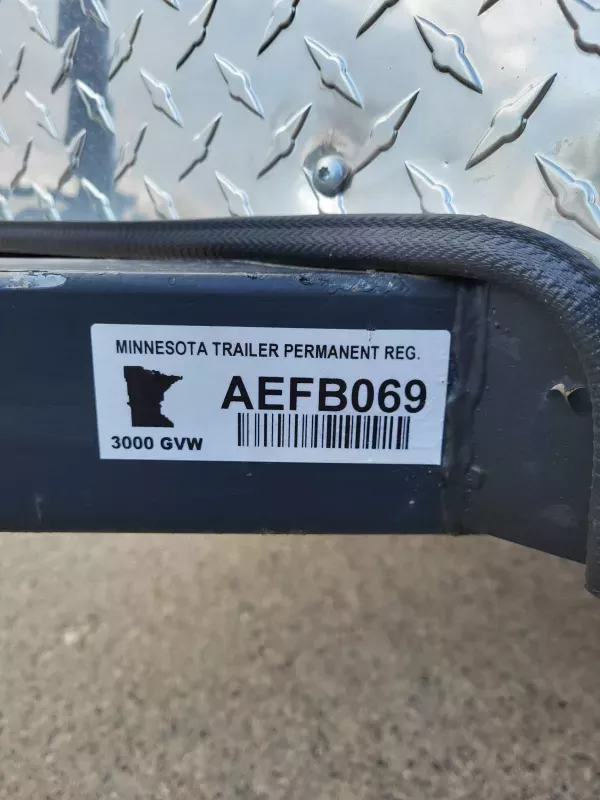 MINNESOTA TRAILER PERMANENT REG.
AEFB069
3000 GVW